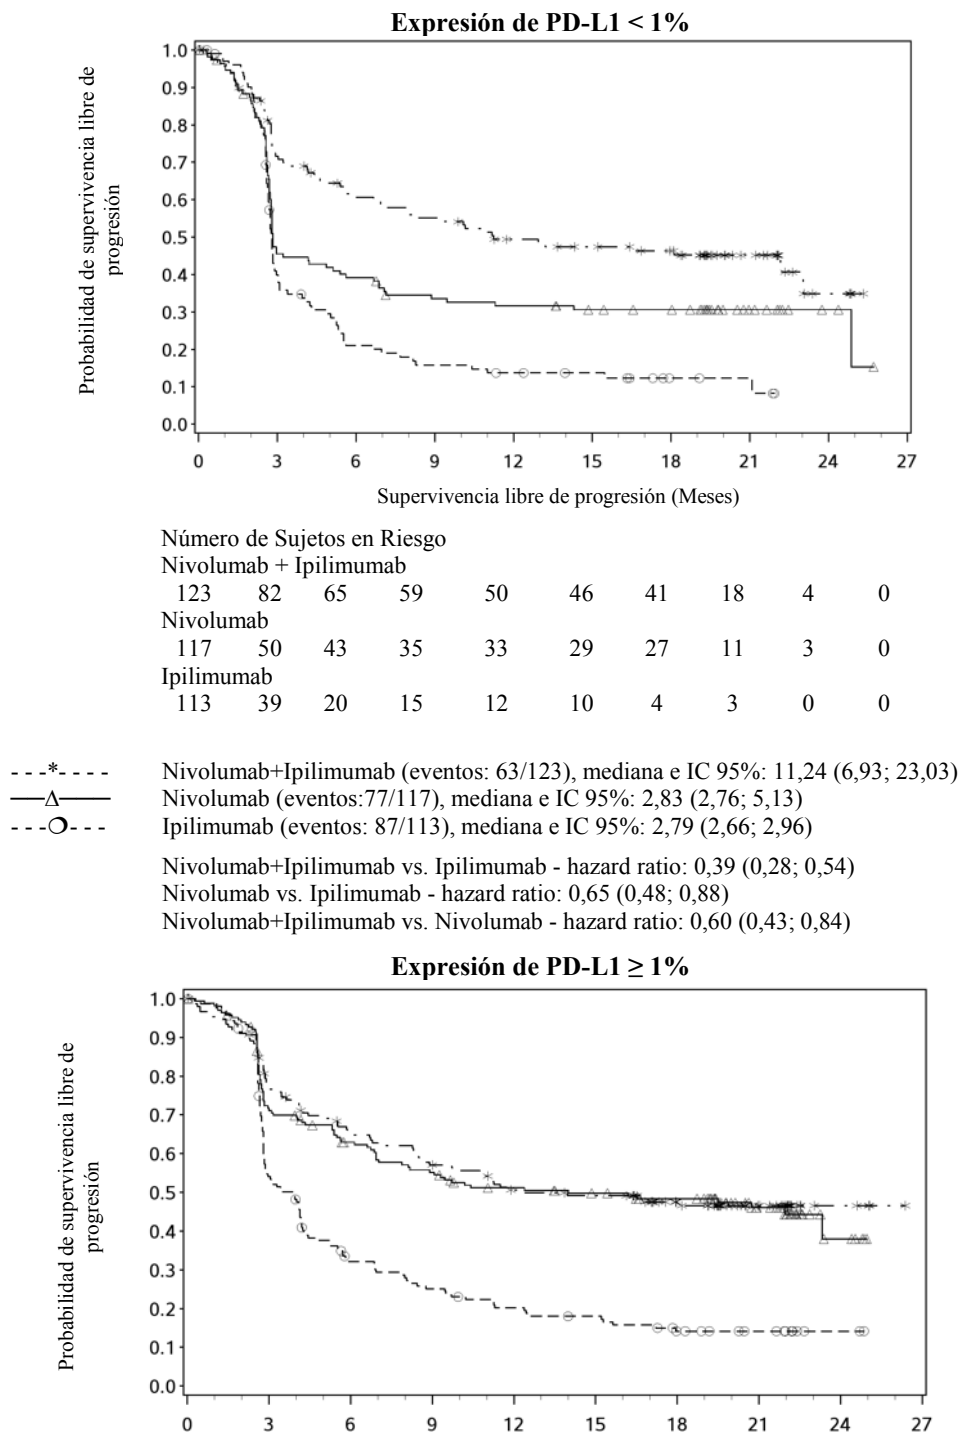 Expresión de PD-L1 < 1%
Probabilidad de supervivencia libre de
progresión
1.0
0.9
0.8
0.7
0.6
0.5
0.4
0.3
0.2
0.1
0.0
0 3 6 9 12 15 18 21 24 27
Supervivencia libre de progresión (Meses)
Número de Sujetos en Riesgo
Nivolumab + Ipilimumab
123 82 65 59 50 46 41 18 4 0
Nivolumab
117 50 43 35 33 29 27 11 3 0
Ipilimumab
113 39 20 15 12 10 4 3 0 0
- - -*- - - - Nivolumab+Ipilimumab (eventos: 63/123), mediana e IC 95%: 11,24 (6,93; 23,03)
——Δ—— Nivolumab (eventos:77/117), mediana e IC 95%: 2,83 (2,76; 5,13)
- - -❍- - - Ipilimumab (eventos: 87/113), mediana e IC 95%: 2,79 (2,66; 2,96)
Nivolumab+Ipilimumab vs. Ipilimumab - hazard ratio: 0,39 (0,28; 0,54)
Nivolumab vs. Ipilimumab - hazard ratio: 0,65 (0,48; 0,88)
Nivolumab+Ipilimumab vs. Nivolumab - hazard ratio: 0,60 (0,43; 0,84)
Expresión de PD-L1 ≥ 1%
Probabilidad de supervivencia libre de
progresión
1.0
0.9
0.8
0.7
0.6
0.5
0.4
0.3
0.2
0.1
0.0
0 3 6 9 12 15 18 21 24 27